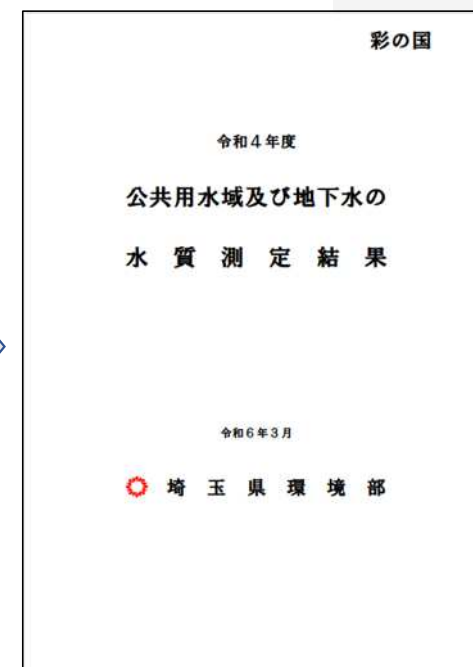 彩の国
令和4年度
公共用水域及び地下水の
水質測定結果
令和6年3月
埼玉県環境部